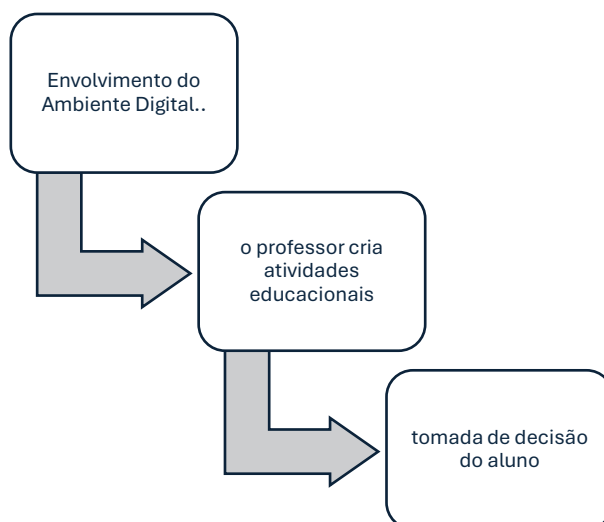 Envolvimento do
Ambiente Digital..
o professor cria
atividades
educacionais
tomada de decisão
do aluno